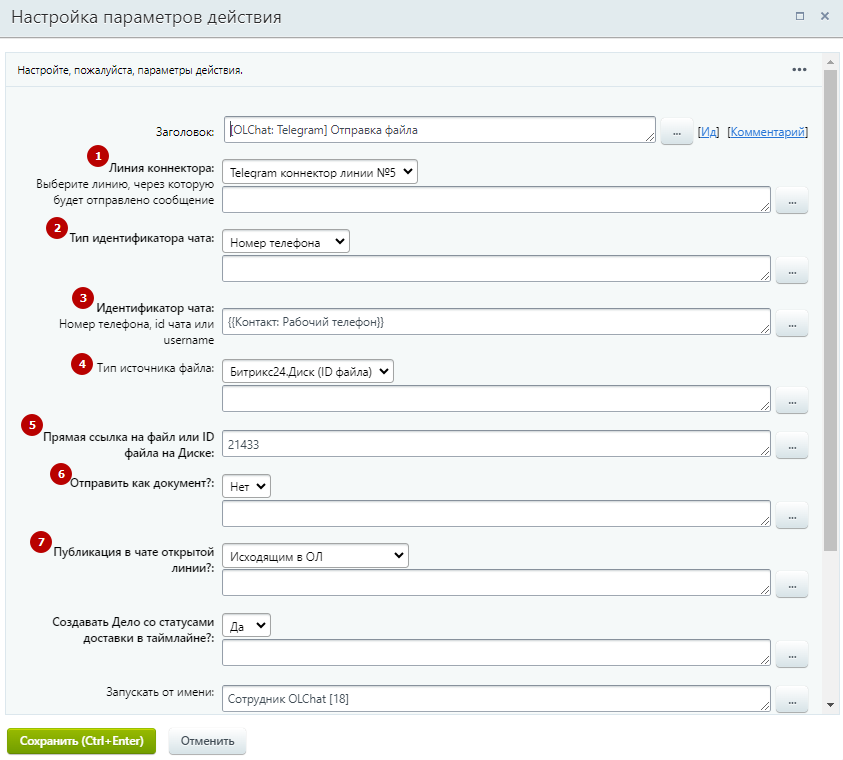 Настройка параметров действия
Настройте, пожалуйста, параметры действия.
Заголовок: [OLChat: Telegram] Отправка файла ... [Ид] [Комментарий]
1
Линия коннектора: Telegram коннектор линии №5
Выберите линию, через которую
будет отправлено сообщение ...
2
Тип идентификатора чата: Номер телефона
...
3
Идентификатор чата:
Номер телефона, id чата или
username
{{Контакт: Рабочий телефон}} ...
4
Тип источника файла: Битрикс24.Диск (ID файла)
...
5
Прямая ссылка на файл или ID
файла на Диске:
21433 ...
6
Отправить как документ?: Нет
...
7
Публикация в чате открытой
линии?:
Исходящим в ОЛ
...
Создавать Дело со статусами
доставки в таймлайне?:
Да
...
Запускать от имени: Сотрудник OLChat [18] ...
Сохранить (Ctrl+Enter) Отменить